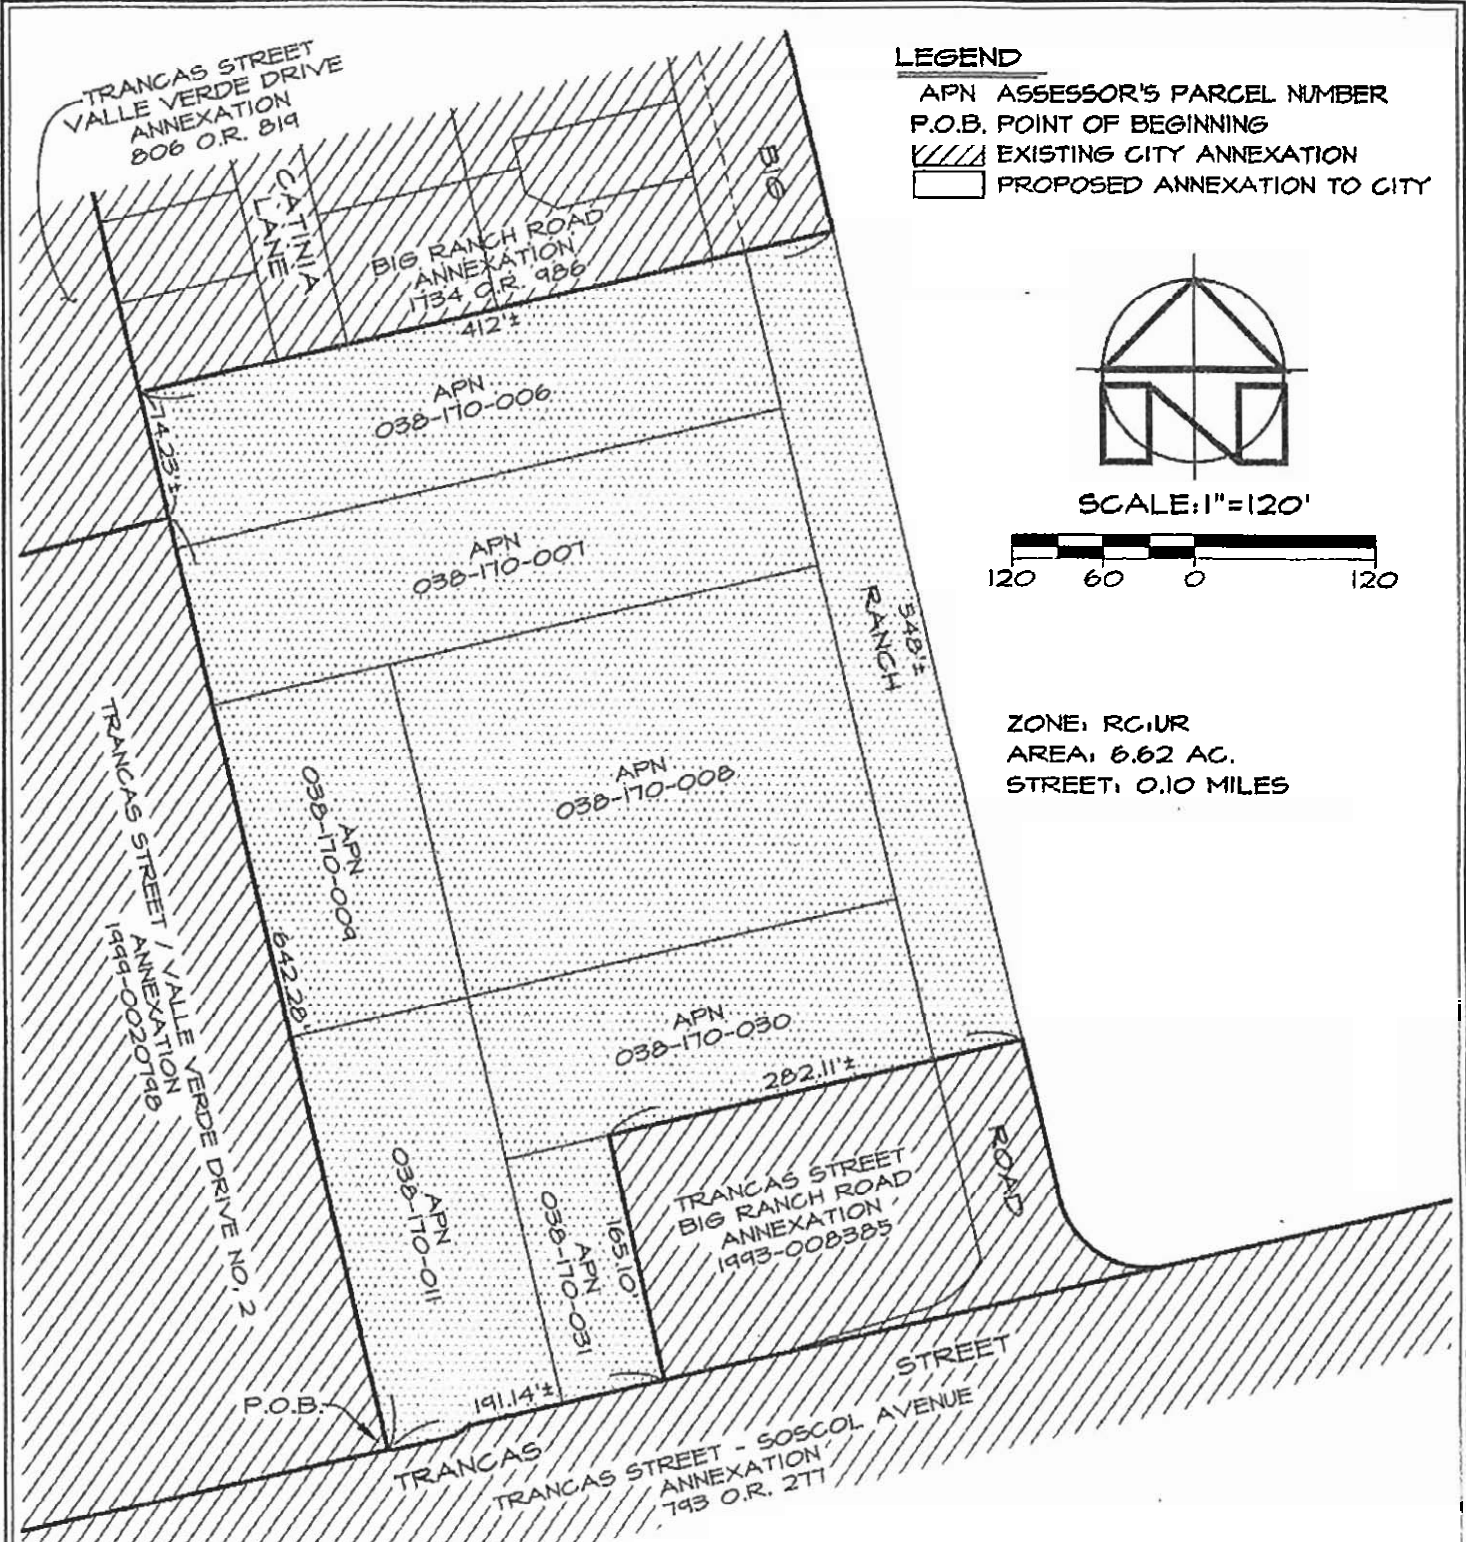 TRANCAS STREET
VALLE VERDE DRIVE
ANNEXATION
806 O.R. 819
LEGEND
APN ASSESSOR'S PARCEL NUMBER
P.O.B. POINT OF BEGINNING
EXISTING CITY ANNEXATION
PROPOSED ANNEXATION TO CITY
CATINIA
LANE
BIG RANCH ROAD
ANNEXATION
1734 O.R. 986
BIG
412'±
74.23'±
APN
038-170-006
N
SCALE: 1"=120'
120 60 0 120
APN
038-170-007
RANCH
548'±
ZONE: RC:UR
AREA: 6.62 AC.
STREET: 0.10 MILES
TRANCAS STREET / VALLE VERDE DRIVE NO. 2
ANNEXATION
1999-0020798
APN
038-170-009
APN
038-170-008
642.28'
APN
038-170-030
282.11'±
APN
038-170-011
APN
038-170-031
165.10'
TRANCAS STREET
BIG RANCH ROAD
ANNEXATION
1993-008385
ROAD
P.O.B.
191.14'±
TRANCAS
STREET
TRANCAS STREET - SOSCOL AVENUE
ANNEXATION
793 O.R. 277